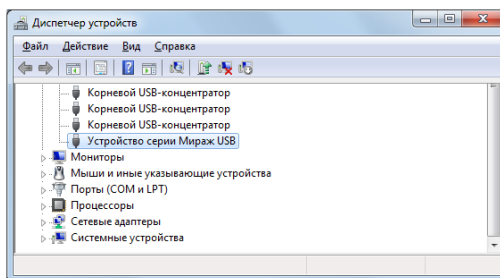 Диспетчер устройств
Файл Действие Вид Справка
Корневой USB-концентратор
Корневой USB-концентратор
Корневой USB-концентратор
Устройство серии Мираж USB
Мониторы
Мыши и иные указывающие устройства
Порты (COM и LPT)
Процессоры
Сетевые адаптеры
Системные устройства